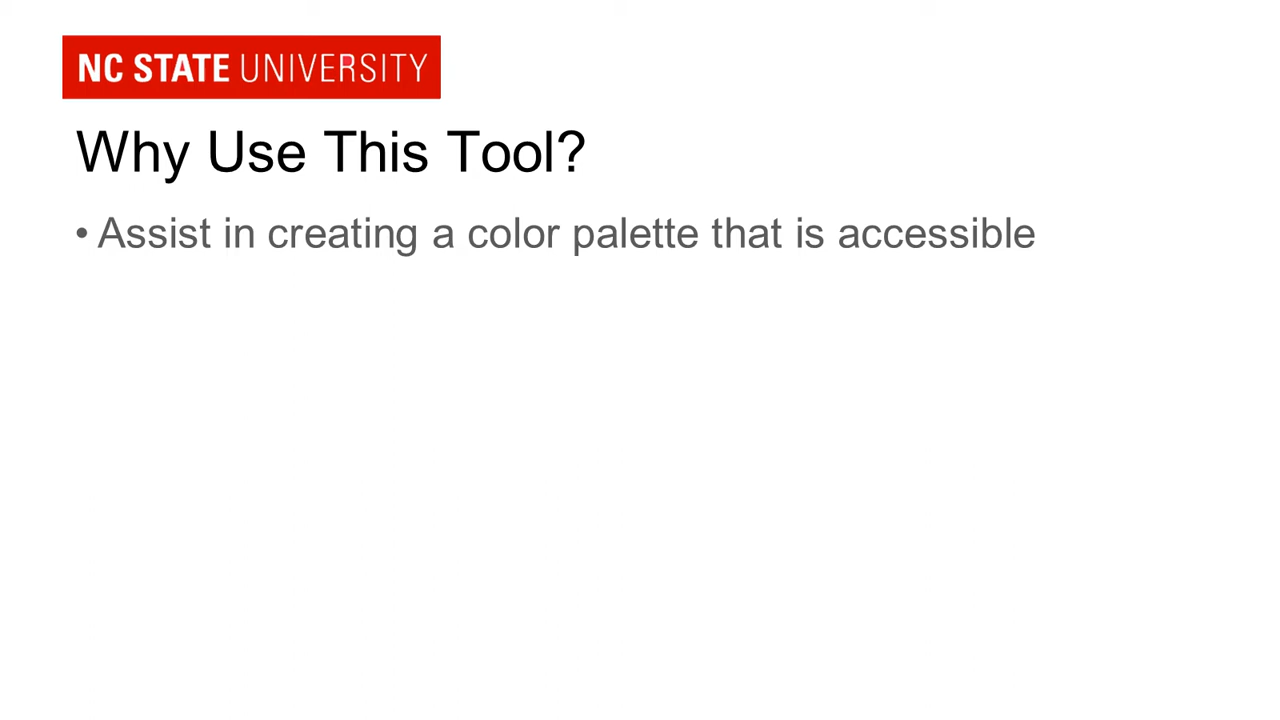 NC STATE UNIVERSITY
Why Use This Tool?
• Assist in creating a color palette that is accessible